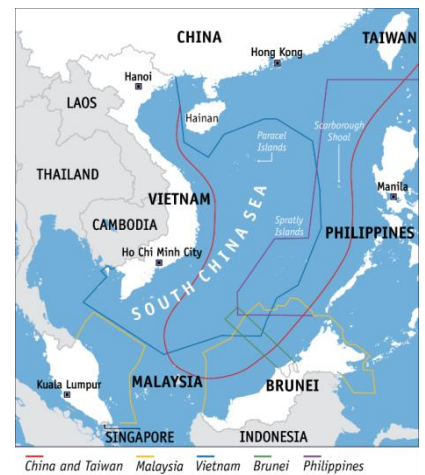 CHINA
TAIWAN
Hong Kong
Hanoi
LAOS
Hainan
Paracel
Islands
Scarborough
Shoal
THAILAND
VIETNAM
Manila
CAMBODIA
Spratly
Islands
PHILIPPINES
Ho Chi Minh City
SOUTH CHINA SEA
MALAYSIA
BRUNEI
Kuala Lumpur
SINGAPORE
INDONESIA
China and Taiwan Malaysia Vietnam Brunei Philippines